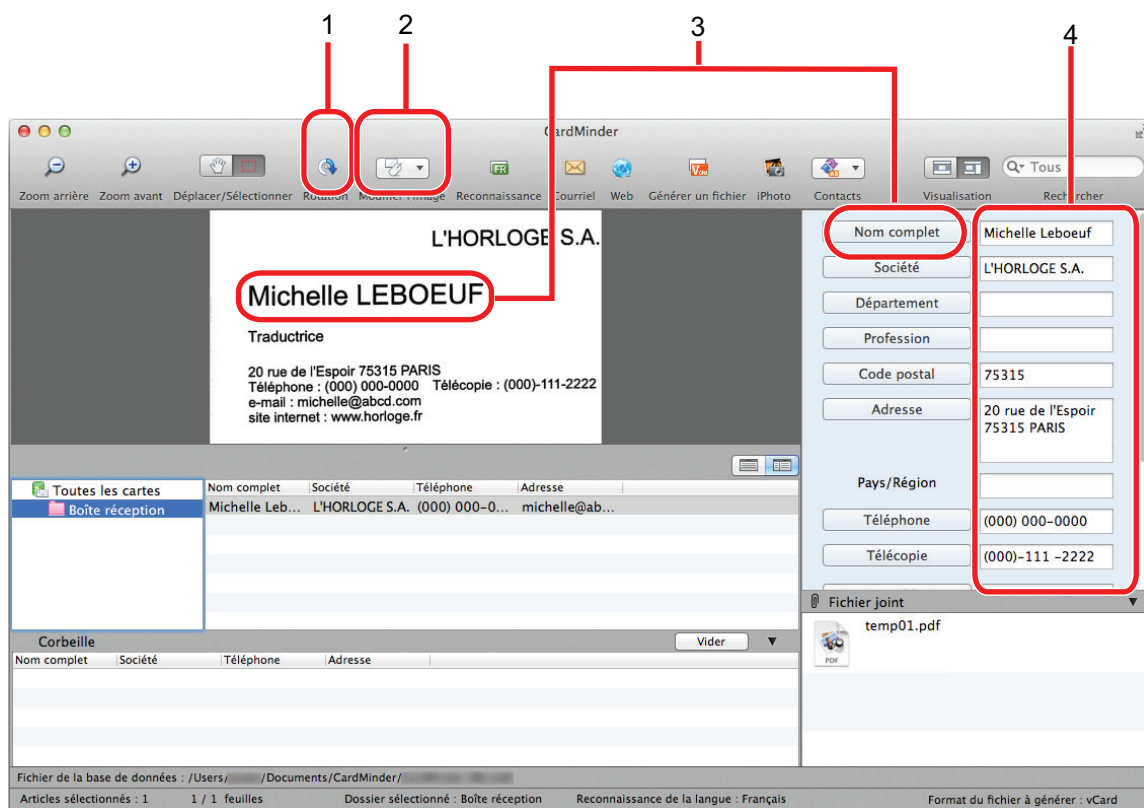 1 2 3 4
CardMinder
Tous
Zoom arrière Zoom avant Déplacer/Sélectionner Rotation Modifier l'image Reconnaissance Courriel Web Générer un fichier iPhoto Contacts Visualisation Rechercher
L'HORLOGE S.A.
Michelle LEBOEUF
Traductrice
20 rue de l'Espoir 75315 PARIS
Téléphone : (000) 000-0000 Télécopie : (000)-111-2222
e-mail : michelle@abcd.com
site internet : www.horloge.fr
Nom complet Michelle Leboeuf
Société L'HORLOGE S.A.
Département
Profession
Code postal 75315
Adresse 20 rue de l'Espoir
75315 PARIS
Pays/Région
Téléphone (000) 000-0000
Télécopie (000)-111 -2222
Toutes les cartes
Boîte réception
Nom complet Société Téléphone Adresse
Michelle Leb... L'HORLOGE S.A. (000) 000-0... michelle@ab...
Fichier joint
temp01.pdf
PDF
Corbeille Vider
Nom complet Société Téléphone Adresse
Fichier de la base de données : /Users/ /Documents/CardMinder/
Articles sélectionnés : 1 1 / 1 feuilles Dossier sélectionné : Boîte réception Reconnaissance de la langue : Français Format du fichier à générer : vCard